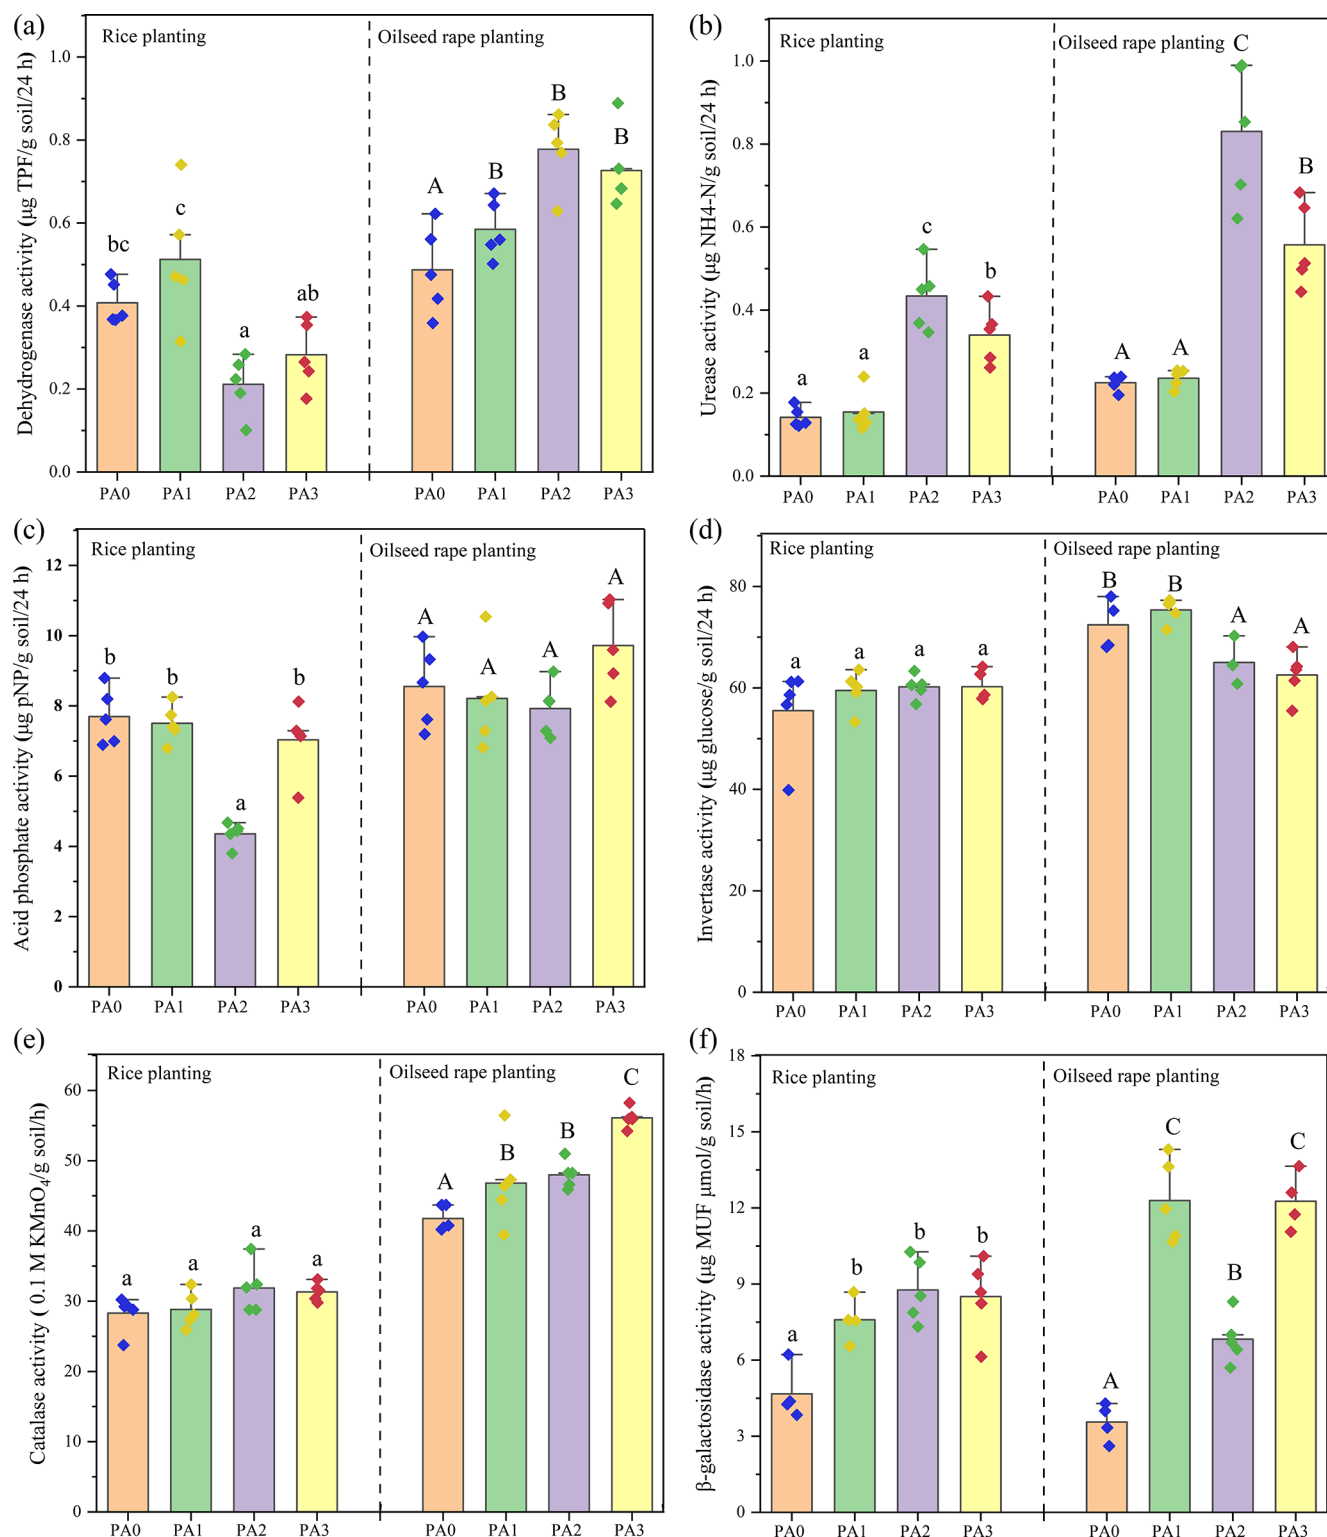 (a)
Rice planting
Oilseed rape planting
Dehydrogenase activity (μg TPF/g soil/24 h)
1.0
0.8
0.6
0.4
0.2
0.0
bc
c
a
ab
A
B
B
B
PA0 PA1 PA2 PA3 PA0 PA1 PA2 PA3
(b)
Rice planting
Oilseed rape planting
Urease activity (μg NH4-N/g soil/24 h)
1.0
0.8
0.6
0.4
0.2
0.0
a
a
c
b
A
A
C
B
PA0 PA1 PA2 PA3 PA0 PA1 PA2 PA3
(c)
Rice planting
Oilseed rape planting
Acid phosphate activity (μg pNP/g soil/24 h)
12
10
8
6
4
2
0
b
b
a
b
A
A
A
A
PA0 PA1 PA2 PA3 PA0 PA1 PA2 PA3
(d)
Rice planting
Oilseed rape planting
Invertase activity (μg glucose/g soil/24 h)
80
60
40
20
0
a
a
a
a
B
B
A
A
PA0 PA1 PA2 PA3 PA0 PA1 PA2 PA3
(e)
Rice planting
Oilseed rape planting
Catalase activity ( 0.1 M KMnO₄/g soil/h)
60
50
40
30
20
10
0
a
a
a
a
A
B
B
C
PA0 PA1 PA2 PA3 PA0 PA1 PA2 PA3
(f)
Rice planting
Oilseed rape planting
β-galactosidase activity (μg MUF μmol/g soil/h)
18
15
12
9
6
3
0
a
b
b
b
A
C
B
C
PA0 PA1 PA2 PA3 PA0 PA1 PA2 PA3